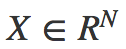 X ∈ R^N